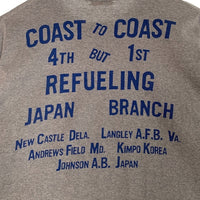 COAST TO COAST
4TH BUT 1ST
REFUELING
JAPAN BRANCH
NEW CASTLE DELA. LANGLEY A.F.B. VA.
ANDREWS FIELD MD. KIMPO KOREA
JOHNSON A.B. JAPAN